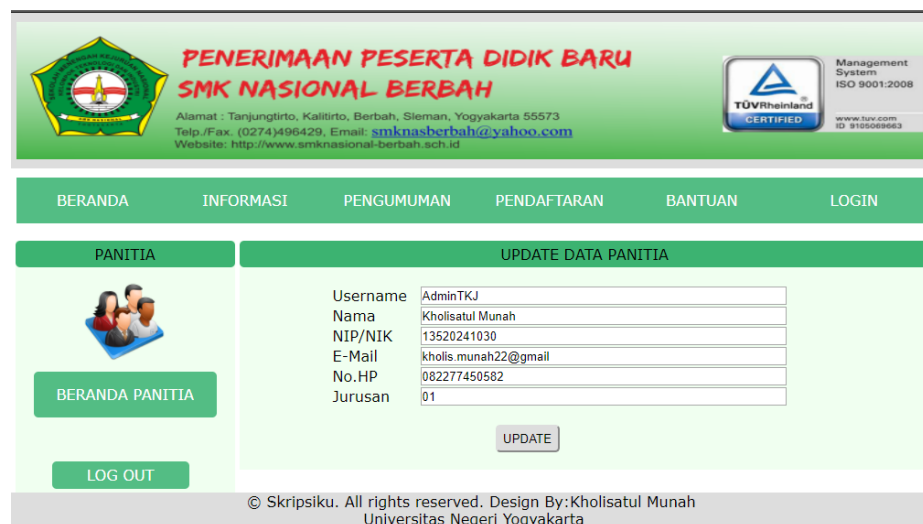 PENERIMAAN PESERTA DIDIK BARU
SMK NASIONAL BERBAH
Alamat : Tanjungtirto, Kalitirto, Berbah, Sleman, Yogyakarta 55573
Telp./Fax. (0274)496429, Email: smknasberbah@yahoo.com
Website: http://www.smknasional-berbah.sch.id
TÜVRheinland
CERTIFIED
Management
System
ISO 9001:2008
www.tuv.com
ID 9105069663
BERANDA INFORMASI PENGUMUMAN PENDAFTARAN BANTUAN LOGIN
PANITIA
BERANDA PANITIA
LOG OUT
UPDATE DATA PANITIA
Username AdminTKJ
Nama Kholisatul Munah
NIP/NIK 13520241030
E-Mail kholis.munah22@gmail
No.HP 082277450582
Jurusan 01
UPDATE
© Skripsiku. All rights reserved. Design By:Kholisatul Munah
Universitas Negeri Yogyakarta